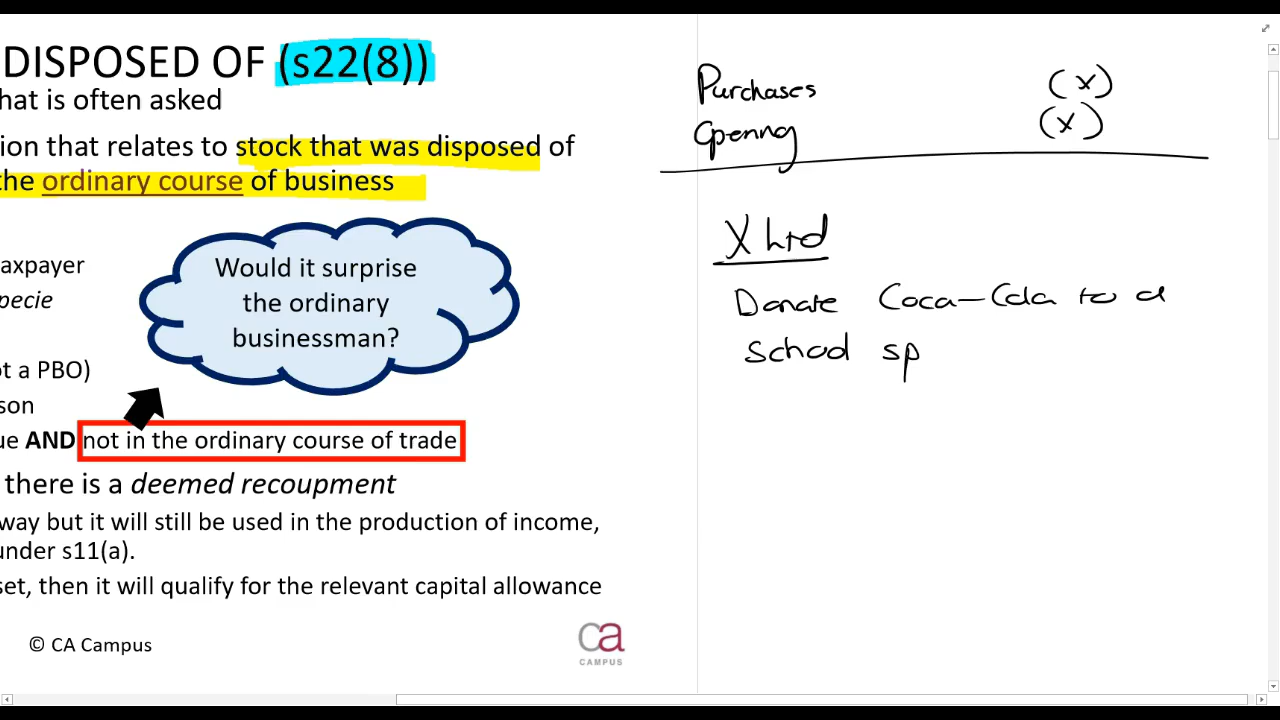 DISPOSED OF (s22(8))
hat is often asked
ion that relates to stock that was disposed of
the ordinary course of business
axpayer
pecie
Would it surprise
the ordinary
businessman?
ot a PBO)
son
ue AND not in the ordinary course of trade
there is a deemed recoupment
way but it will still be used in the production of income,
under s11(a).
set, then it will qualify for the relevant capital allowance
© CA Campus
ca
CAMPUS
Purchases (x)
Opening (x)
X Ltd
Donate Coca-Cola to a
School sp